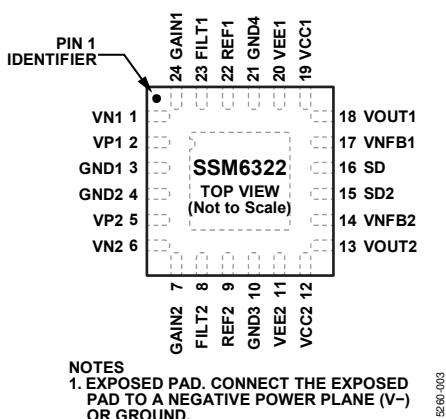 PIN 1
IDENTIFIER
24 GAIN1
23 FILT1
22 REF1
21 GND4
20 VEE1
19 VCC1
VN1 1
VP1 2
GND1 3
GND2 4
VP2 5
VN2 6
SSM6322
TOP VIEW
(Not to Scale)
18 VOUT1
17 VNFB1
16 SD
15 SD2
14 VNFB2
13 VOUT2
GAIN2 7
FILT2 8
REF2 9
GND3 10
VEE2 11
VCC2 12
NOTES
1. EXPOSED PAD. CONNECT THE EXPOSED
PAD TO A NEGATIVE POWER PLANE (V−)
OR GROUND.